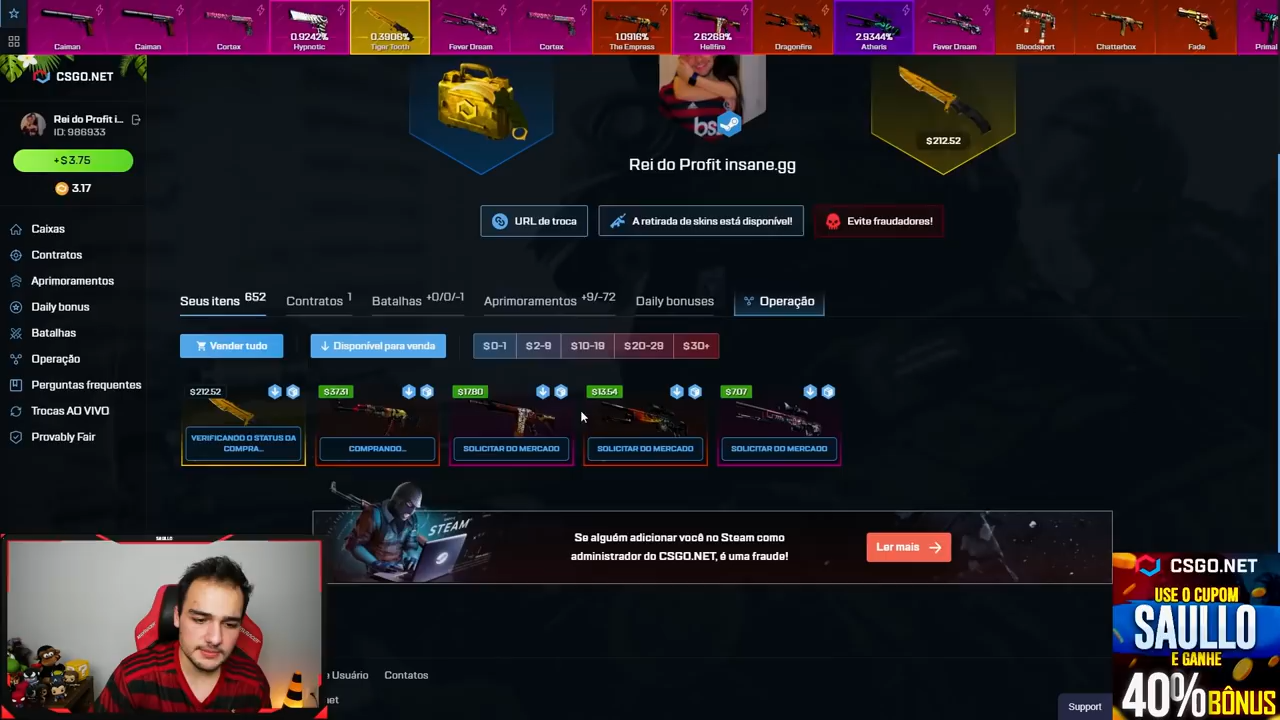 Caiman
Caiman
Cortex
0.9242%
Hypnotic
0.3906%
Tiger Tooth
Fever Dream
Cortex
1.0916%
The Empress
2.6268%
Hellfire
Dragonfire
2.9344%
Atheris
Fever Dream
Bloodsport
Chatterbox
Fade
Primal
CSGO.NET
Rei do Profit i...
ID: 986933
+$3.75
3.17
Caixas
Contratos
Aprimoramentos
Daily bonus
Batalhas
Operação
Perguntas frequentes
Trocas AO VIVO
Provably Fair
$212.52
Rei do Profit insane.gg
URL de troca
A retirada de skins está disponível!
Evite fraudadores!
Seus itens 652
Contratos 1
Batalhas +0/0/-1
Aprimoramentos +9/-72
Daily bonuses
Operação
Vender tudo
Disponível para venda
$0-1
$2-9
$10-19
$20-29
$30+
$212.52
$37.31
$17.80
$13.54
$7.07
VERIFICANDO O STATUS DA
COMPRA...
COMPRANDO...
SOLICITAR DO MERCADO
SOLICITAR DO MERCADO
SOLICITAR DO MERCADO
STEAM
Se alguém adicionar você no Steam como
administrador do CSGO.NET, é uma fraude!
Ler mais
SAULLO
e Usuário
Contatos
net
CSGO.NET
USE O CUPOM
SAULLO
E GANHE
40% BÔNUS
Support